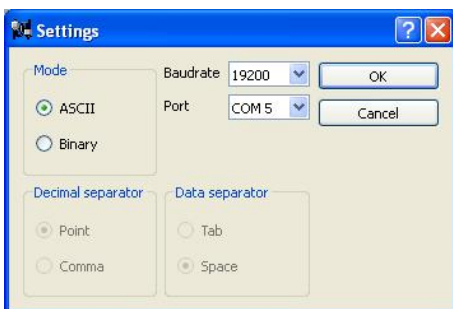 Settings
Mode
Baudrate 19200
OK
ASCII
Port COM 5
Cancel
Binary
Decimal separator
Data separator
Point
Tab
Comma
Space